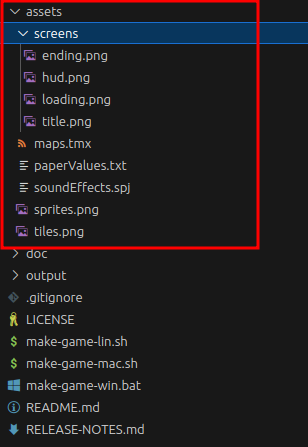 assets
screens
ending.png
hud.png
loading.png
title.png
maps.tmx
paperValues.txt
soundEffects.spj
sprites.png
tiles.png
doc
output
.gitignore
LICENSE
make-game-lin.sh
make-game-mac.sh
make-game-win.bat
README.md
RELEASE-NOTES.md